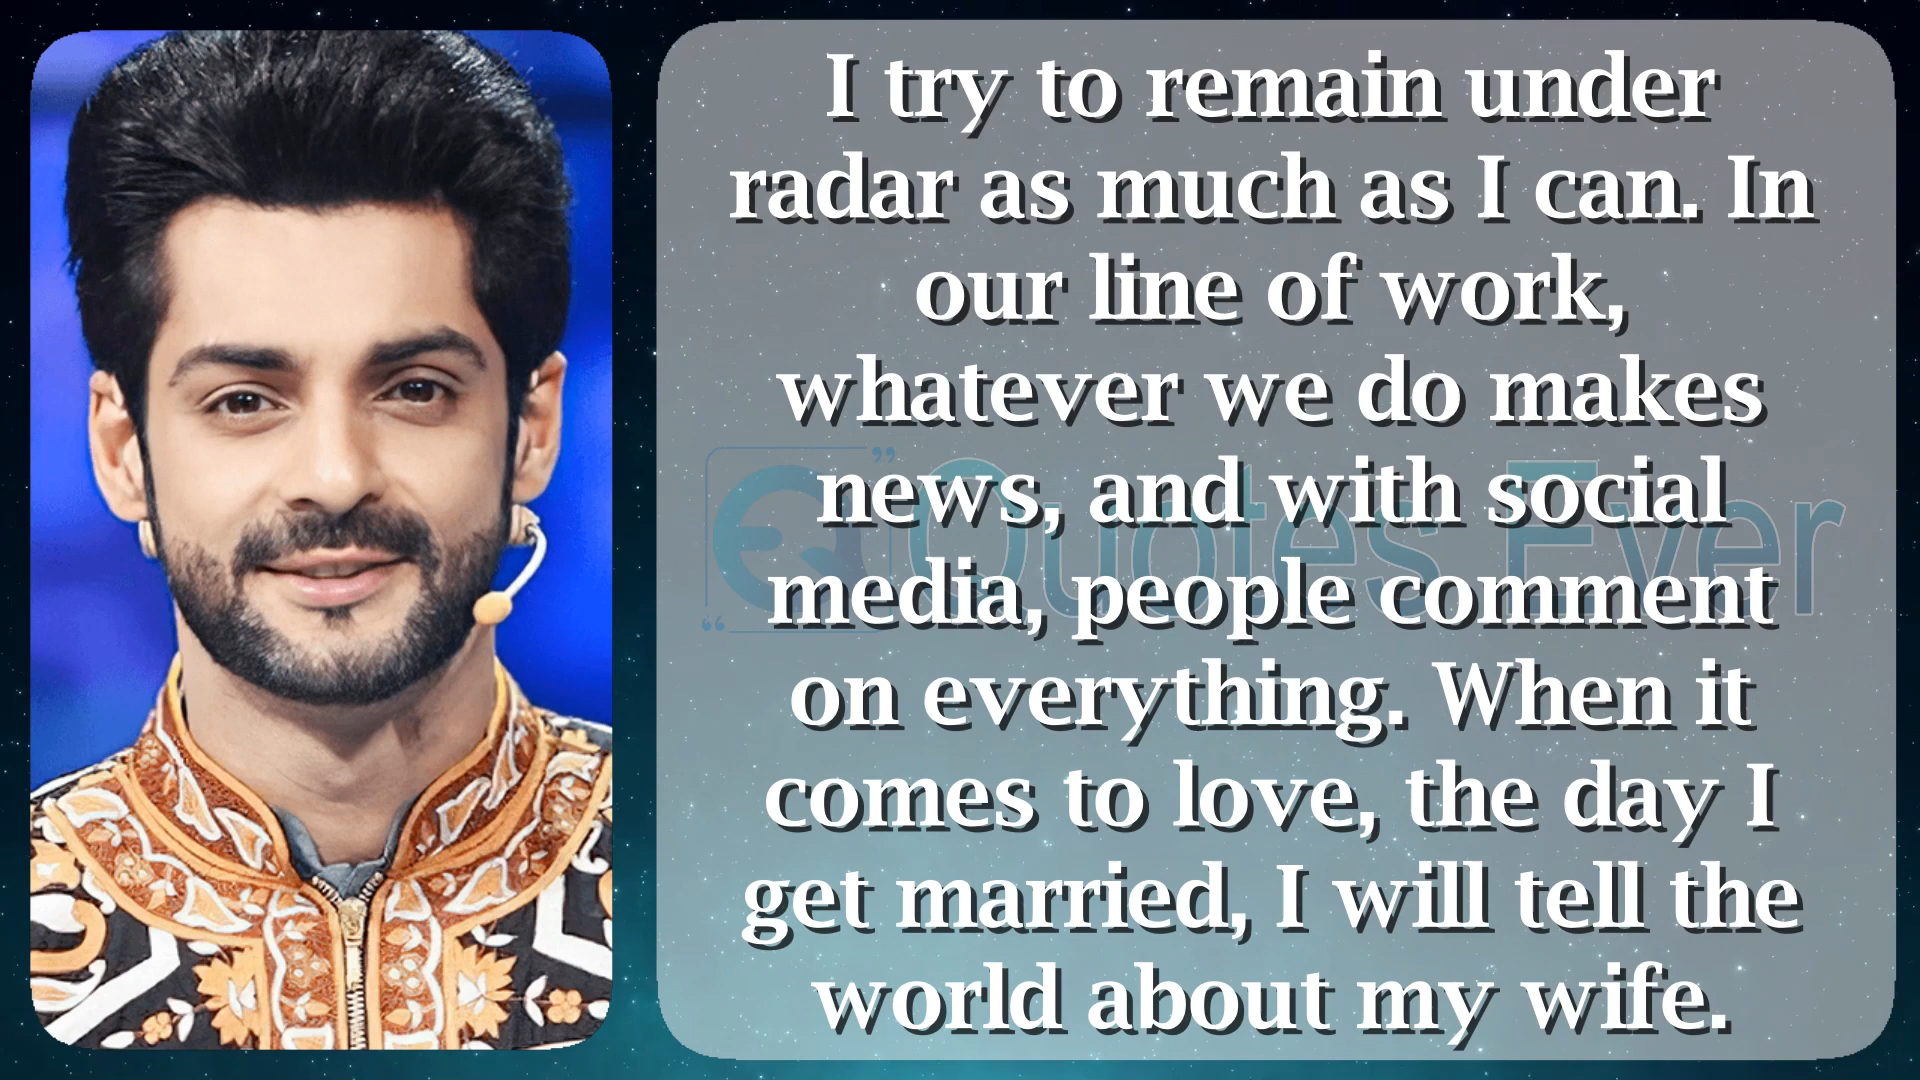 I try to remain under
radar as much as I can. In
our line of work,
whatever we do makes
news, and with social
media, people comment
on everything. When it
comes to love, the day I
get married, I will tell the
world about my wife.
Quotes Ever